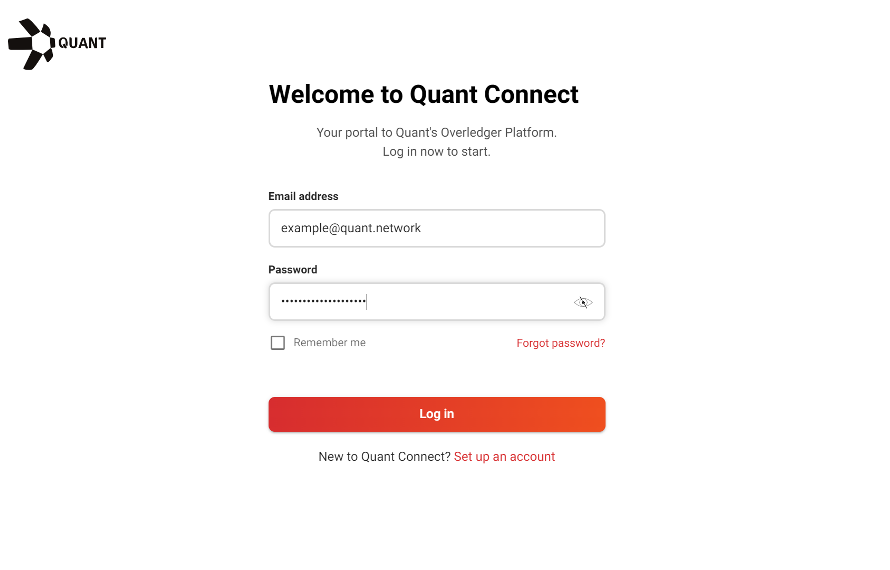 QUANT
Welcome to Quant Connect
Your portal to Quant's Overledger Platform.
Log in now to start.
Email address
example@quant.network
Password
••••••••••••••••••••
Remember me
Forgot password?
Log in
New to Quant Connect? Set up an account